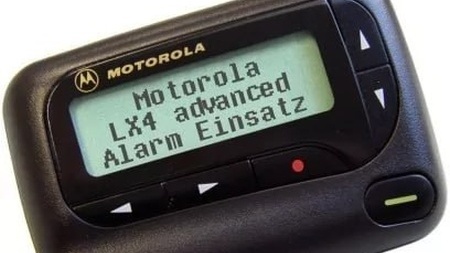 MOTOROLA
Motorola
LX4 advanced
Alarm Einsatz